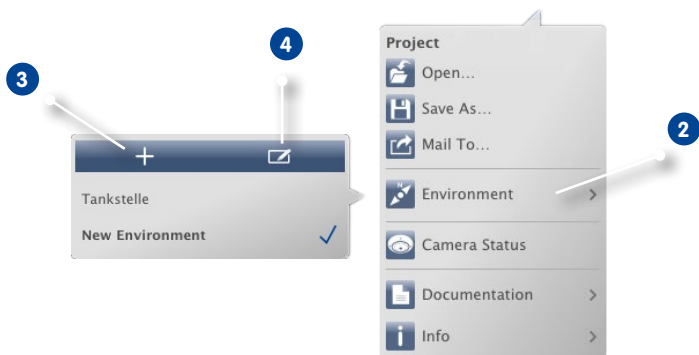 4
3
+
Tankstelle
New Environment
Project
Open...
Save As...
Mail To...
Environment
Camera Status
Documentation
i Info
N
2